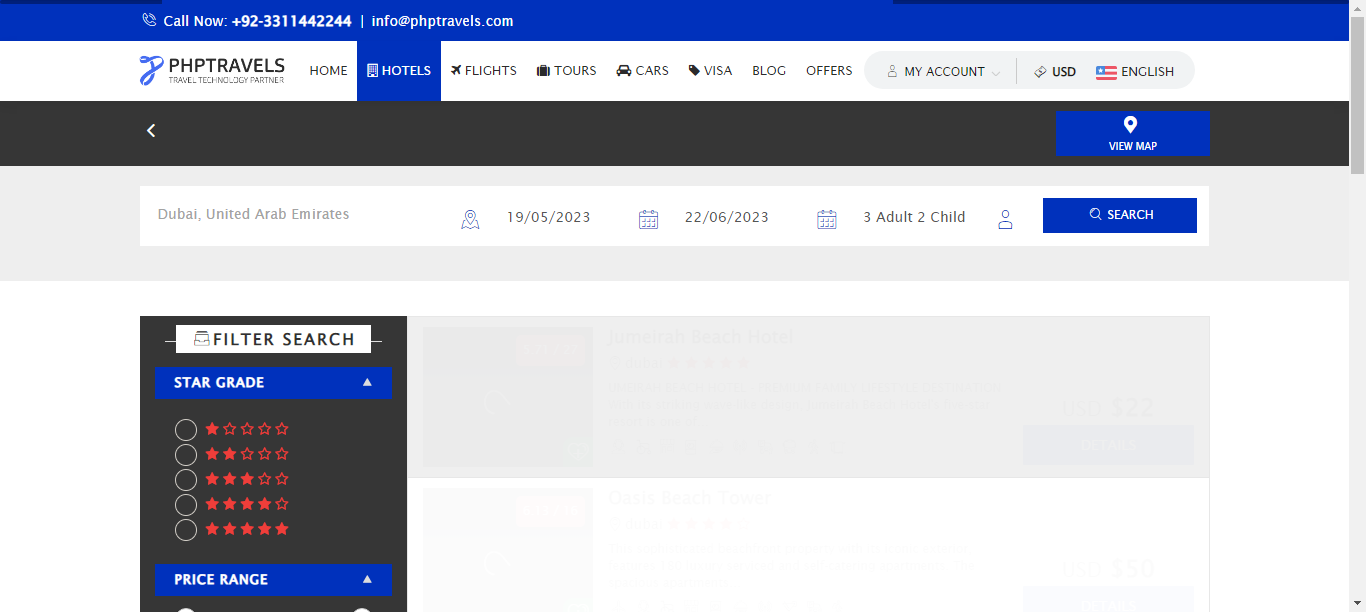 Call Now: +92-3311442244 | info@phptravels.com
PHPTRAVELS
TRAVEL TECHNOLOGY PARTNER
HOME HOTELS FLIGHTS TOURS CARS VISA BLOG OFFERS MY ACCOUNT USD ENGLISH
VIEW MAP
Dubai, United Arab Emirates 19/05/2023 22/06/2023 3 Adult 2 Child SEARCH
FILTER SEARCH
STAR GRADE
PRICE RANGE
Jumeirah Beach Hotel
USD $22
DETAILS
Oasis Beach Tower
USD $50
DETAILS